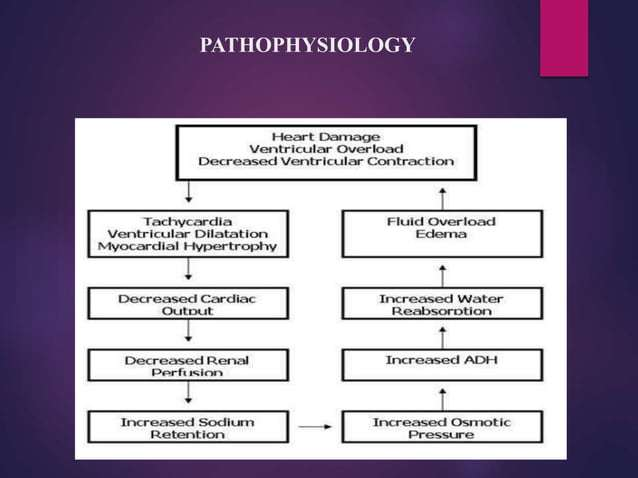 PATHOPHYSIOLOGY
Heart Damage
Ventricular Overload
Decreased Ventricular Contraction
Tachycardia
Ventricular Dilatation
Myocardial Hypertrophy
Decreased Cardiac
Output
Decreased Renal
Perfusion
Increased Sodium
Retention
Increased Osmotic
Pressure
Increased ADH
Increased Water
Reabsorption
Fluid Overload
Edema